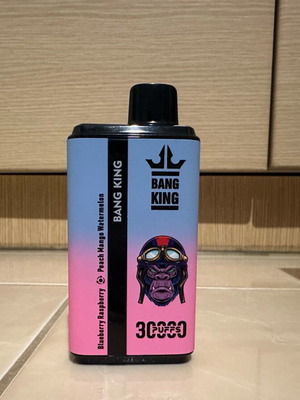 BANG
KING
30000
PUFFS
BANG KING
Blueberry Raspberry Peach Mango Watermelon